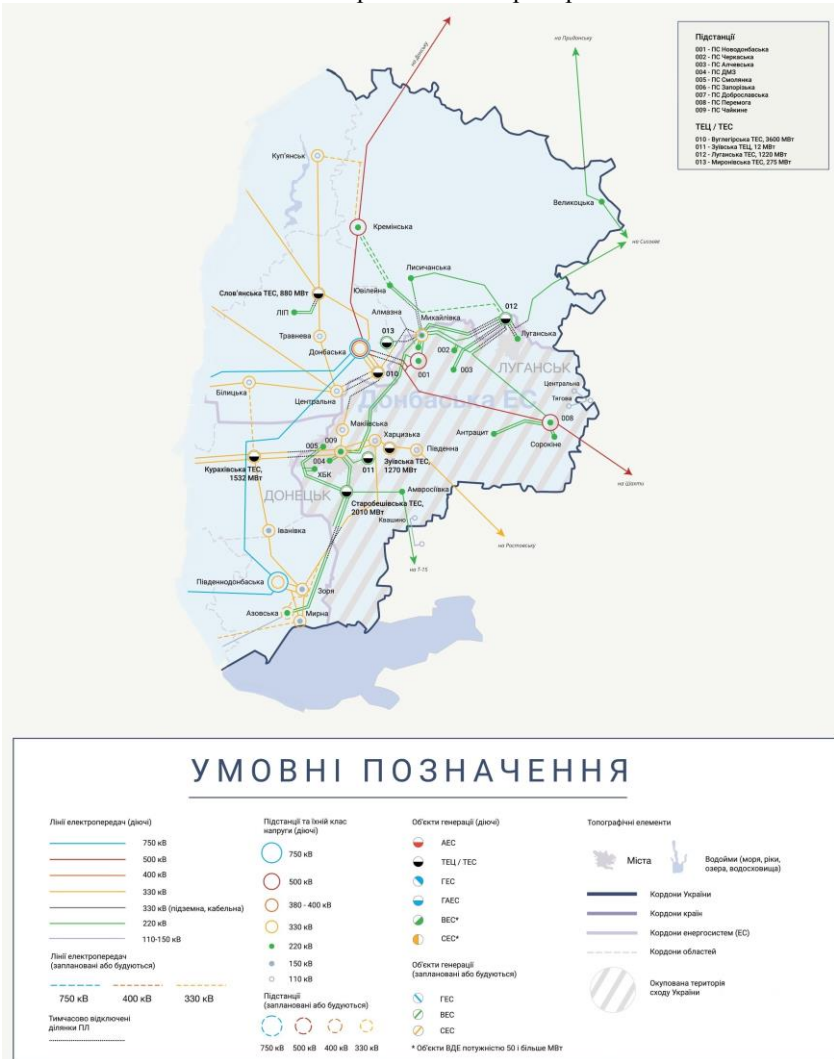 на Донську
на Придонську
Підстанції
001 - ПС Новодонбаська
002 - ПС Черкаська
003 - ПС Алчевська
004 - ПС ДМЗ
005 - ПС Смолянка
006 - ПС Запорізька
007 - ПС Доброславська
008 - ПС Перемога
009 - ПС Чайкине
ТЕЦ / ТЕС
010 - Вуглегірська ТЕС, 3600 МВт
011 - Зуївська ТЕЦ, 12 МВт
012 - Луганська ТЕС, 1220 МВт
013 - Миронівська ТЕС, 275 МВт
Куп'янськ
Великоцька
Кремінська
на Сисоєве
Лисичанська
Слов'янська ТЕС, 880 МВт
Ювілейна
ЛІП
Алмазна
Михайлівка
012
013
Травнева
Луганська
Донбаська
002
ЛУГАНСЬК
001
003
010
Центральна
Білицька
Центральна
Тягова
Донбаська ЕС
008
Макіївська
Антрацит
Сорокіне
009
Харцизька
005
Південна
004
Курахівська ТЕС,
1532 МВт
011
Зуївська ТЕС,
1270 МВт
ХБК
на Шахти
ДОНЕЦЬК
Амвросіївка
Старобешівська ТЕС,
2010 МВт
Квашино
Іванівка
на Ростовську
на Т-15
Південнодонбаська
Зоря
Азовська
Мирна
УМОВНІ ПОЗНАЧЕННЯ
Лінії електропередач (діючі)
750 кВ
500 кВ
400 кВ
330 кВ
330 кВ (підземна, кабельна)
220 кВ
110-150 кВ
Лінії електропередач
(заплановані або будуються)
750 кВ 400 кВ 330 кВ
Тимчасово відключені
ділянки ПЛ
Підстанції та їхній клас
напруги (діючі)
750 кВ
500 кВ
380 - 400 кВ
330 кВ
220 кВ
150 кВ
110 кВ
Підстанції
(заплановані або будуються)
750 кВ 500 кВ 400 кВ 330 кВ
Об'єкти генерації (діючі)
АЕС
ТЕЦ / ТЕС
ГЕС
ГАЕС
ВЕС*
СЕС*
Об'єкти генерації
(заплановані або будуються)
ГЕС
ВЕС
СЕС
* Об'єкти ВДЕ потужністю 50 і більше МВт
Топографічні елементи
Міста
Водойми (моря, ріки,
озера, водосховища)
Кордони України
Кордони країн
Кордони енергосистем (ЕС)
Кордони областей
Окупована територія
сходу України